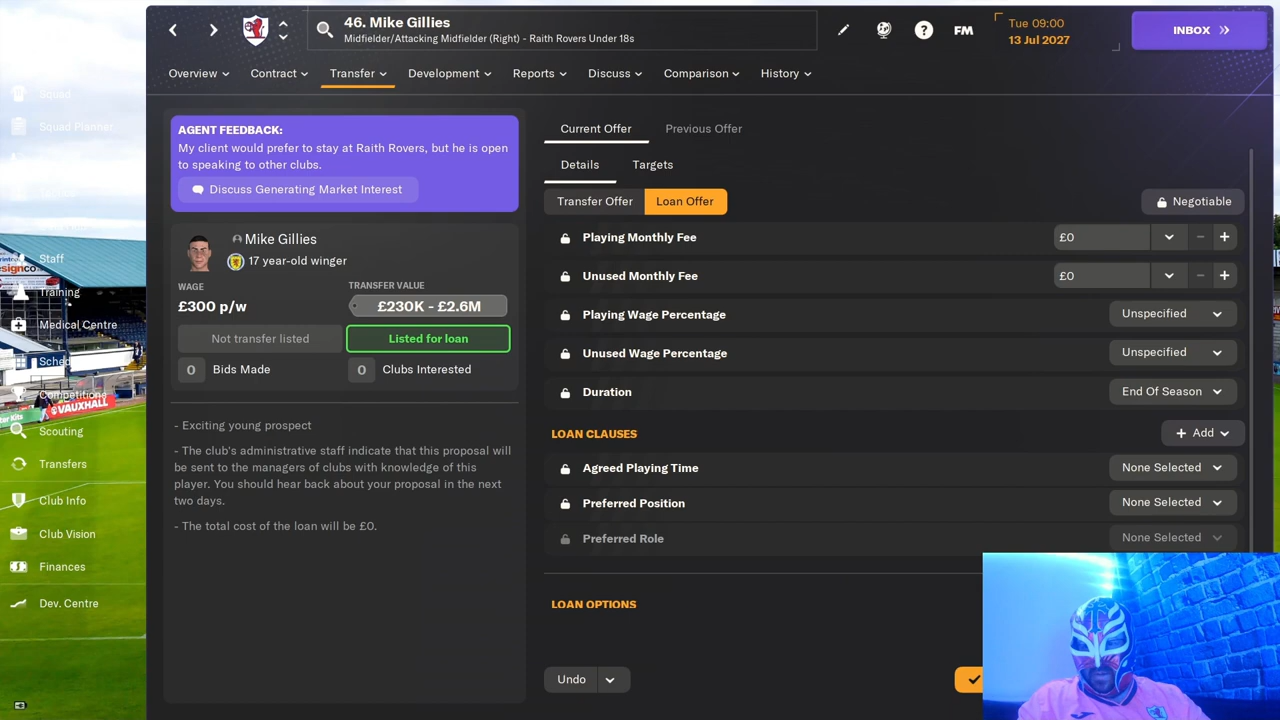 46. Mike Gillies
Midfielder/Attacking Midfielder (Right) - Raith Rovers Under 18s
FM
Tue 09:00
13 Jul 2027
INBOX
Overview
Contract
Transfer
Development
Reports
Discuss
Comparison
History
Squad
Squad Planner
Staff
Training
Medical Centre
Sched
Competitions
Scouting
Transfers
Club Info
Club Vision
Finances
Dev. Centre
VAUXHALL
AGENT FEEDBACK:
My client would prefer to stay at Raith Rovers, but he is open
to speaking to other clubs.
Discuss Generating Market Interest
Mike Gillies
17 year-old winger
WAGE
£300 p/w
TRANSFER VALUE
£230K - £2.6M
Not transfer listed
Listed for loan
0 Bids Made
0 Clubs Interested
- Exciting young prospect
- The club's administrative staff indicate that this proposal will
be sent to the managers of clubs with knowledge of this
player. You should hear back about your proposal in the next
two days.
- The total cost of the loan will be £0.
Current Offer
Previous Offer
Details
Targets
Transfer Offer
Loan Offer
Negotiable
Playing Monthly Fee £0
Unused Monthly Fee £0
Playing Wage Percentage Unspecified
Unused Wage Percentage Unspecified
Duration End Of Season
LOAN CLAUSES
Add
Agreed Playing Time None Selected
Preferred Position None Selected
Preferred Role None Selected
LOAN OPTIONS
Undo